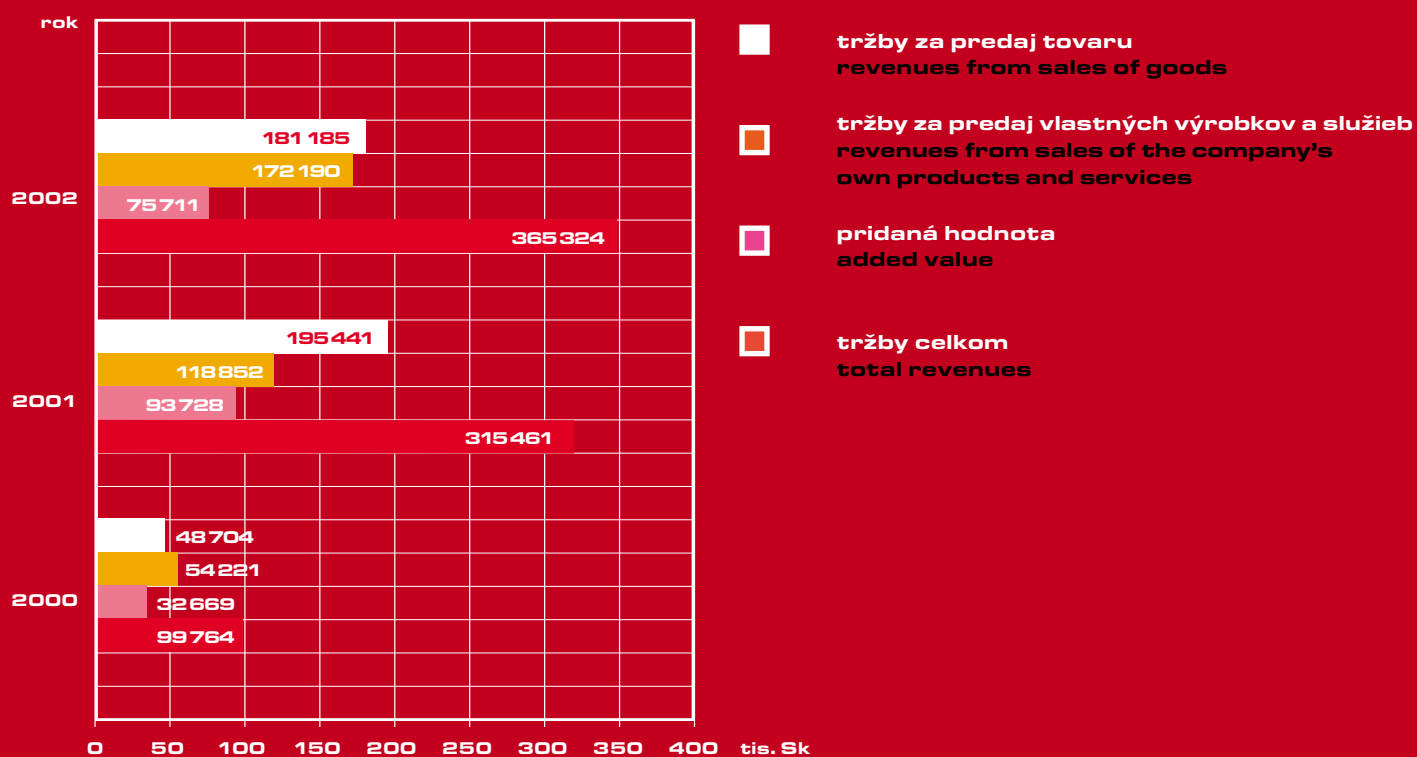 rok
181 185
172 190
2002
75 711
365 324
195 441
118 852
2001
93 728
315 461
48 704
54 221
2000
32 669
99 764
0 50 100 150 200 250 300 350 400 tis. Sk
tržby za predaj tovaru
revenues from sales of goods
tržby za predaj vlastných výrobkov a služieb
revenues from sales of the company's
own products and services
pridaná hodnota
added value
tržby celkom
total revenues